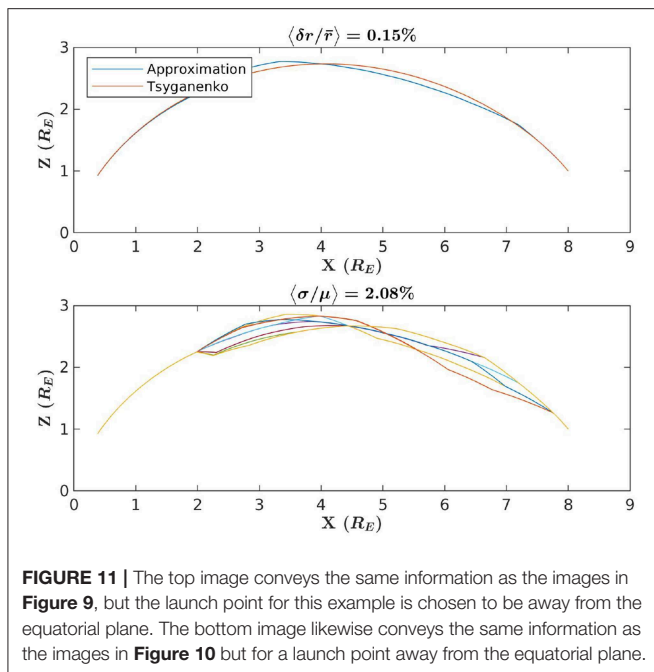 ⟨δr/r̄⟩ = 0.15%
3
2
1
0
Z (R_E)
Approximation
Tsyganenko
0 1 2 3 4 5 6 7 8 9
X (R_E)
⟨σ/μ⟩ = 2.08%
3
2
1
0
Z (R_E)
0 1 2 3 4 5 6 7 8 9
X (R_E)
FIGURE 11 | The top image conveys the same information as the images in
Figure 9, but the launch point for this example is chosen to be away from the
equatorial plane. The bottom image likewise conveys the same information as
the images in Figure 10 but for a launch point away from the equatorial plane.